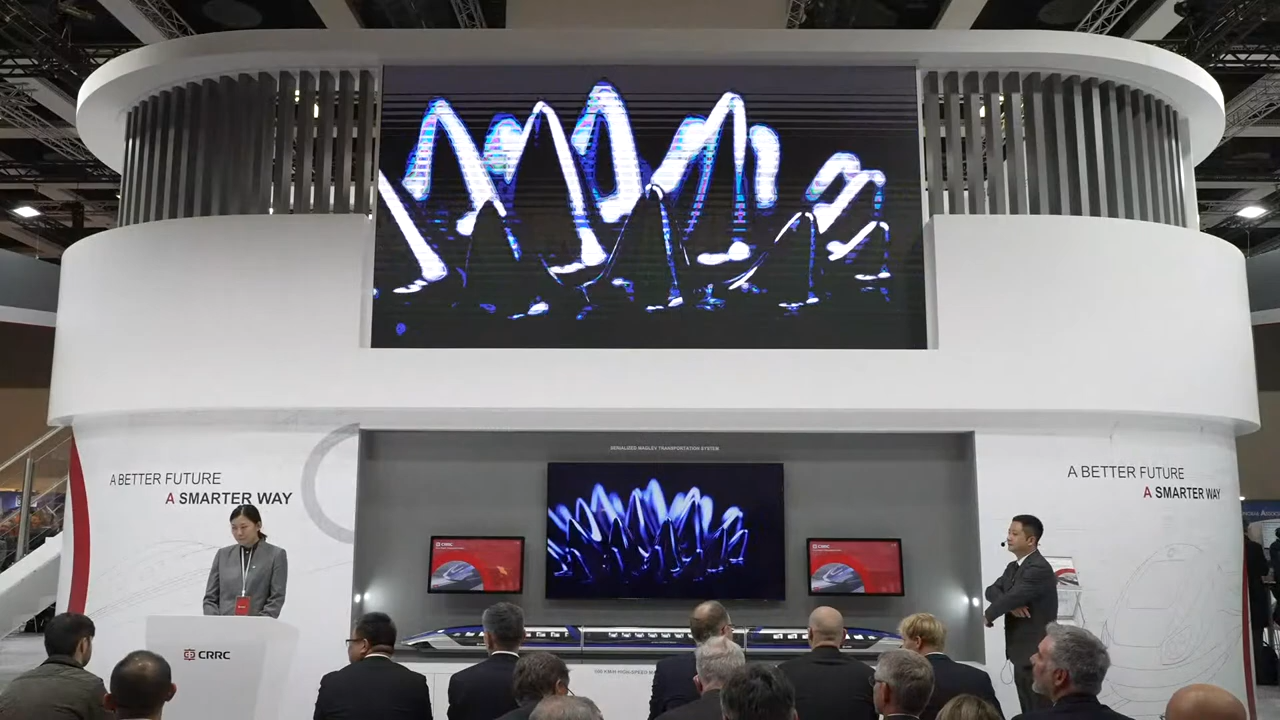 SERIALIZED MAGLEV TRANSPORTATION SYSTEM
A BETTER FUTURE
A SMARTER WAY
A BETTER FUTURE
A SMARTER WAY
CRRC
CRRC
CRRC